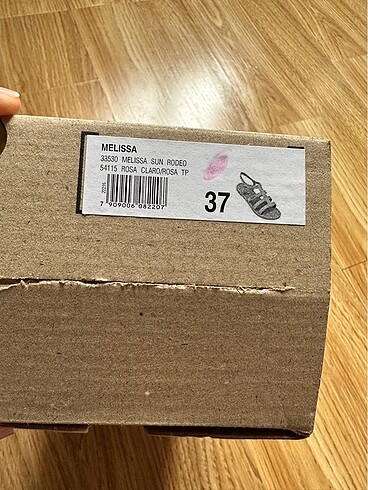 MELISSA
33530 MELISSA SUN RODEO
54115 ROSA CLARO/ROSA TP
7 909006 082207
37